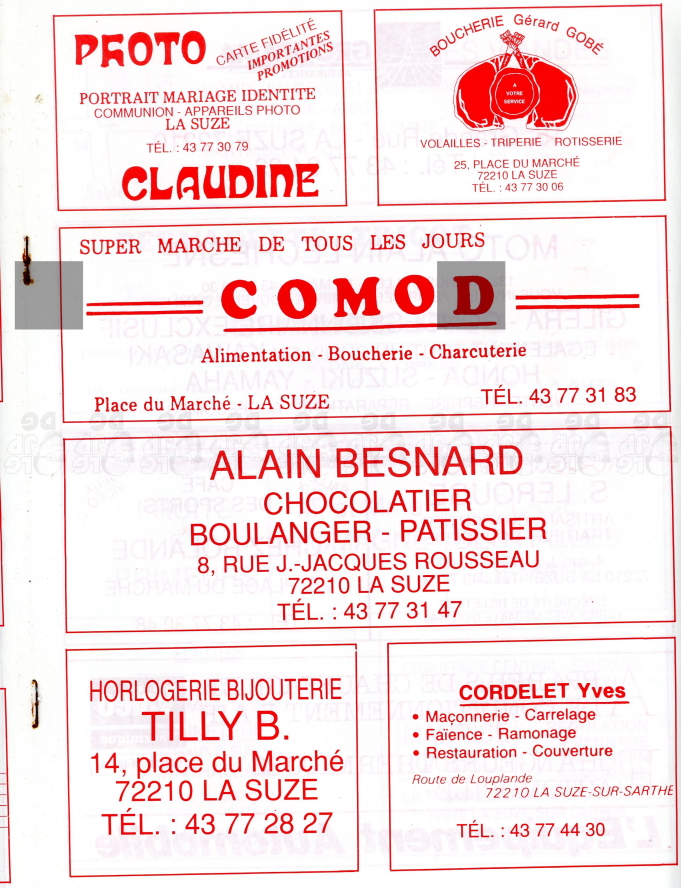 PHOTO
CARTE FIDÉLITÉ
IMPORTANTES
PROMOTIONS
PORTRAIT MARIAGE IDENTITE
COMMUNION - APPAREILS PHOTO
LA SUZE
TÉL. : 43 77 30 79
CLAUDINE
BOUCHERIE Gérard GOBÉ
A
VOTRE
SERVICE
VOLAILLES - TRIPERIE - ROTISSERIE
25, PLACE DU MARCHÉ
72210 LA SUZE
TÉL. : 43 77 30 06
SUPER MARCHE DE TOUS LES JOURS
COMOD
Alimentation - Boucherie - Charcuterie
Place du Marché - LA SUZE
TÉL. 43 77 31 83
ALAIN BESNARD
CHOCOLATIER
BOULANGER - PATISSIER
8, RUE J.-JACQUES ROUSSEAU
72210 LA SUZE
TÉL. : 43 77 31 47
HORLOGERIE BIJOUTERIE
TILLY B.
14, place du Marché
72210 LA SUZE
TÉL. : 43 77 28 27
CORDELET Yves
• Maçonnerie - Carrelage
• Faïence - Ramonage
• Restauration - Couverture
Route de Louplande
72210 LA SUZE-SUR-SARTHE
TÉL. : 43 77 44 30